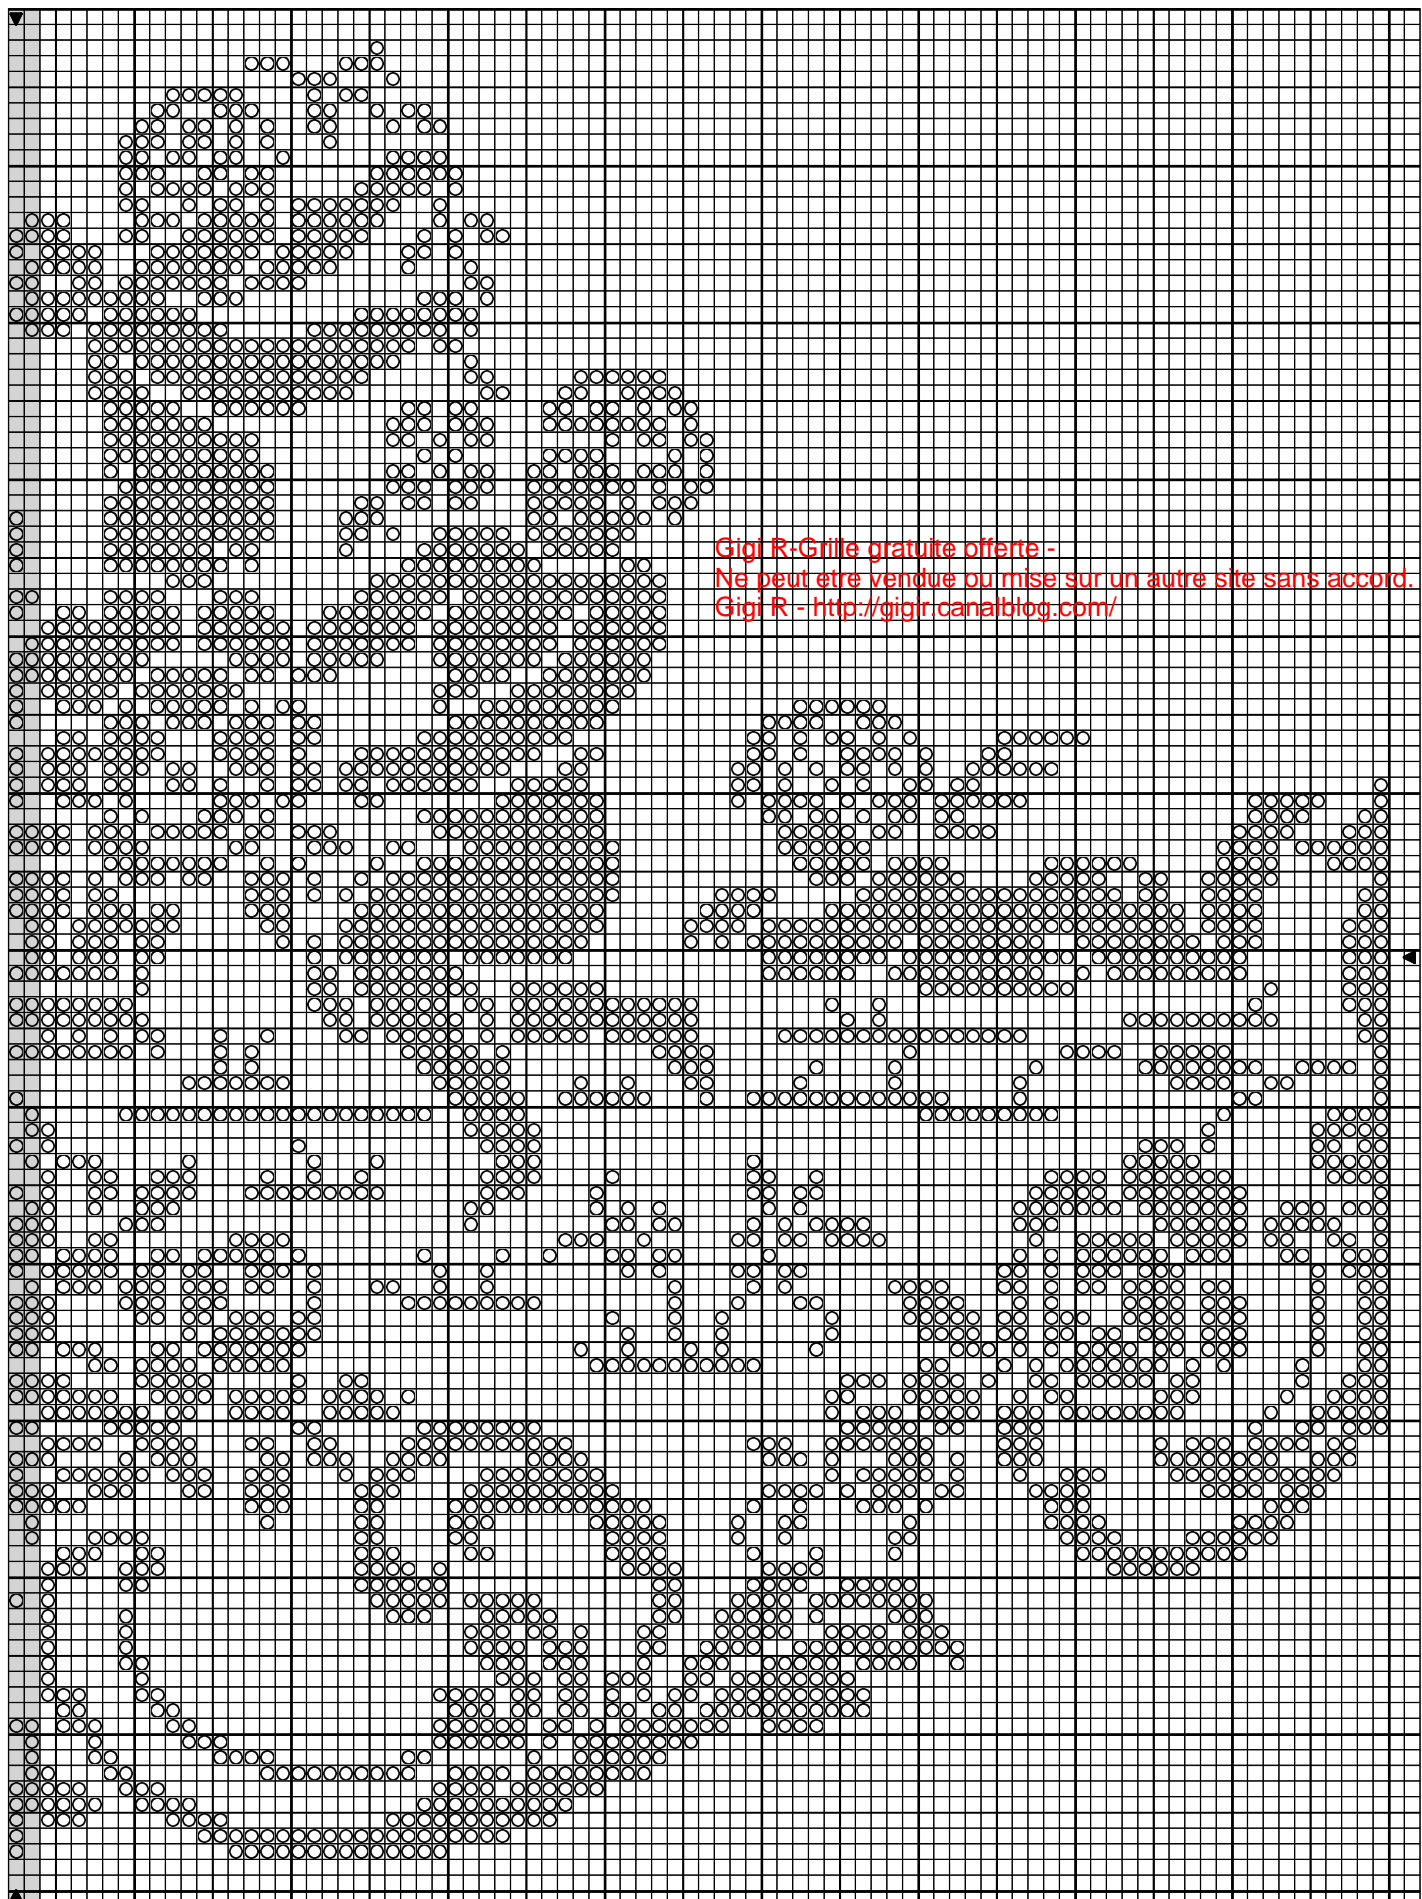 Gigi R-Grille gratuite offerte -
Ne peut etre vendue ou mise sur un autre site sans accord.
Gigi R - http://gigir.canalblog.com/